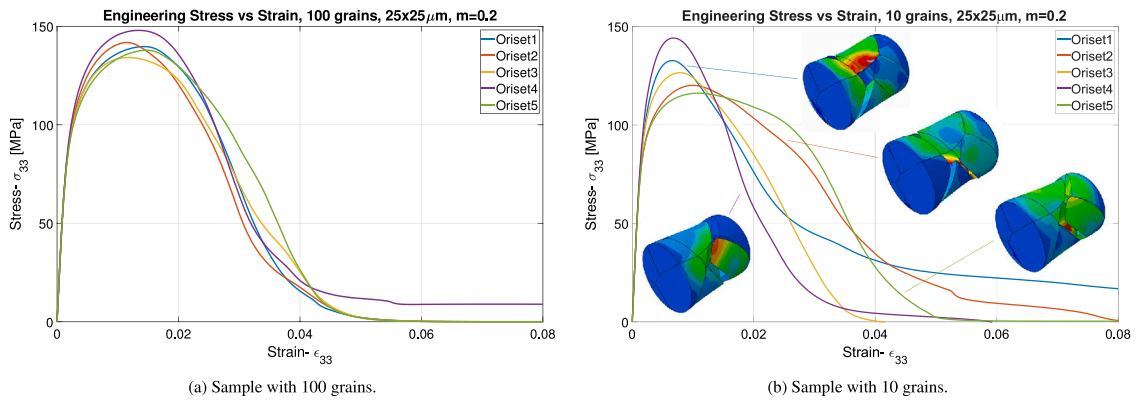 Engineering Stress vs Strain, 100 grains, 25x25μm, m=0.2
150
100
50
0
Stress- σ33 [MPa]
0 0.02 0.04 0.06 0.08
Strain- ϵ33
Oriset1
Oriset2
Oriset3
Oriset4
Oriset5
(a) Sample with 100 grains.
Engineering Stress vs Strain, 10 grains, 25x25μm, m=0.2
150
100
50
0
Stress- σ33 [MPa]
0 0.02 0.04 0.06 0.08
Strain- ϵ33
Oriset1
Oriset2
Oriset3
Oriset4
Oriset5
(b) Sample with 10 grains.